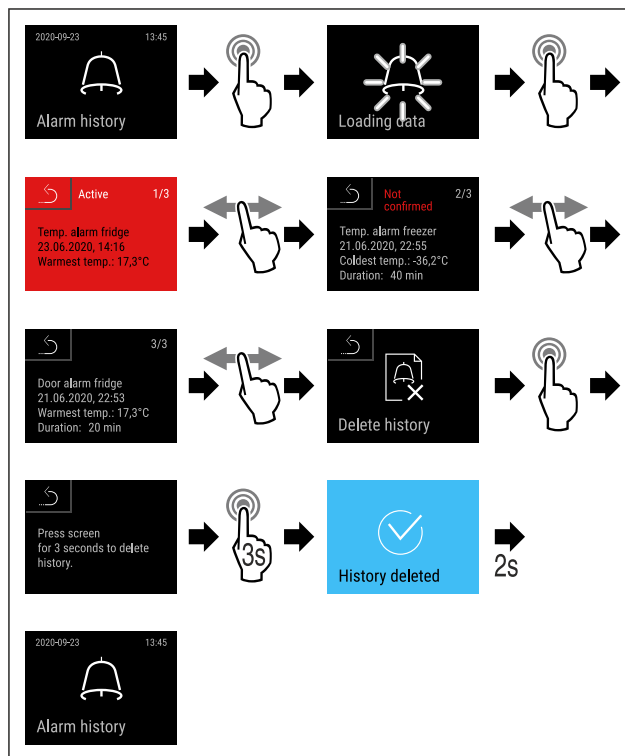 2020-09-23 13:45
Alarm history
Loading data
Active 1/3
Temp. alarm fridge
23.06.2020, 14:16
Warmest temp.: 17,3°C
Not 2/3
confirmed
Temp. alarm freezer
21.06.2020, 22:55
Coldest temp.: -36,2°C
Duration: 40 min
3/3
Door alarm fridge
21.06.2020, 22:53
Warmest temp.: 17,3°C
Duration: 20 min
Delete history
Press screen
for 3 seconds to delete
history.
3s
History deleted
2s
2020-09-23 13:45
Alarm history